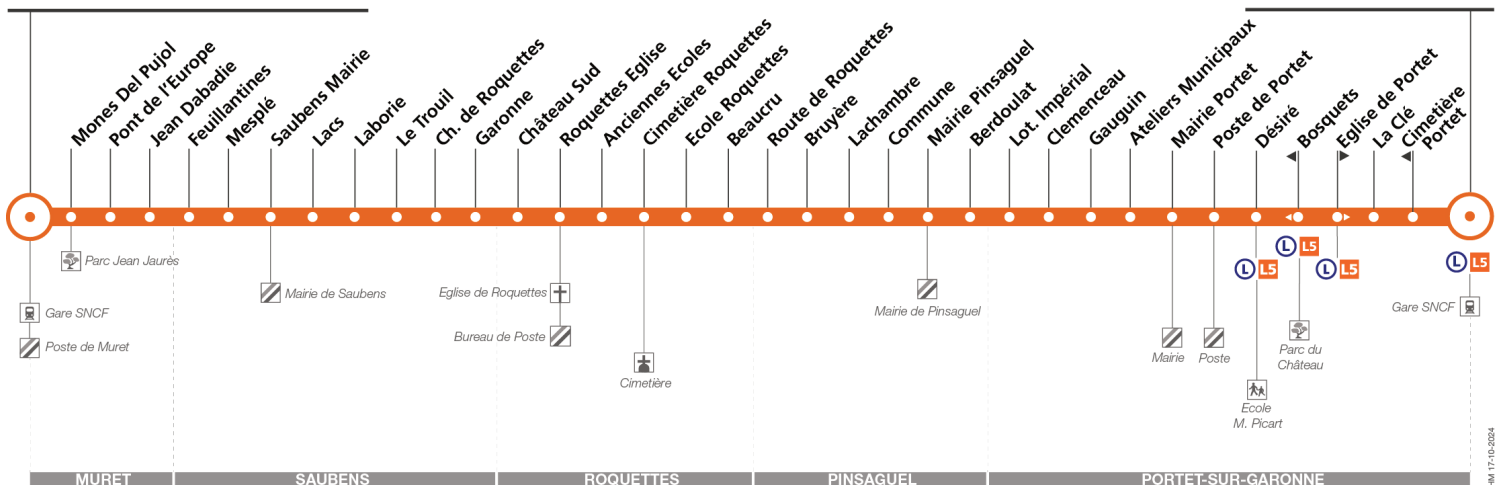 Mones Del Pujol
Pont de l'Europe
Jean Dabadie
Feuillantines
Mesplé
Saubens Mairie
Lacs
Laborie
Le Trouil
Ch. de Roquettes
Garonne
Château Sud
Roquettes Eglise
Anciennes Ecoles
Cimetière Roquettes
Ecole Roquettes
Beaucru
Route de Roquettes
Bruyère
Lachambre
Commune
Mairie Pinsaguel
Berdoulat
Lot. Impérial
Clemenceau
Gauguin
Ateliers Municipaux
Mairie Portet
Poste de Portet
Désiré
Bosquets
Eglise de Portet
La Clé
Cimetière
Portet
Parc Jean Jaurès
Gare SNCF
Poste de Muret
Mairie de Saubens
Eglise de Roquettes
Bureau de Poste
Cimetière
Mairie de Pinsaguel
Mairie
Poste
L L5
Ecole
M. Picart
L L5
Parc du
Château
L L5
L L5
Gare SNCF
MURET
SAUBENS
ROQUETTES
PINSAGUEL
PORTET-SUR-GARONNE
HM 17-10-2024